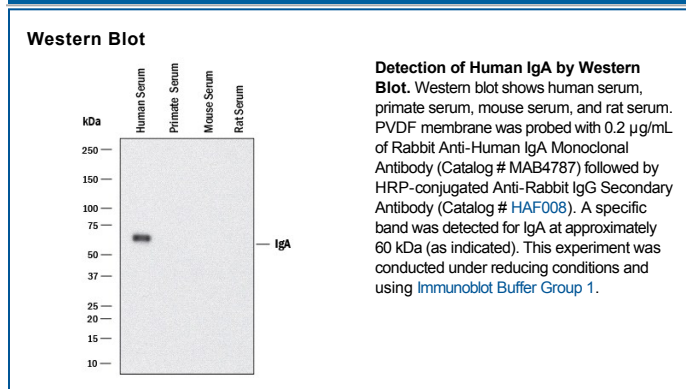 Western Blot
Human Serum
Primate Serum
Mouse Serum
Rat Serum
kDa
250
150
100
75
50
37
25
20
15
10
IgA
Detection of Human IgA by Western
Blot. Western blot shows human serum,
primate serum, mouse serum, and rat serum.
PVDF membrane was probed with 0.2 µg/mL
of Rabbit Anti-Human IgA Monoclonal
Antibody (Catalog # MAB4787) followed by
HRP-conjugated Anti-Rabbit IgG Secondary
Antibody (Catalog # HAF008). A specific
band was detected for IgA at approximately
60 kDa (as indicated). This experiment was
conducted under reducing conditions and
using Immunoblot Buffer Group 1.